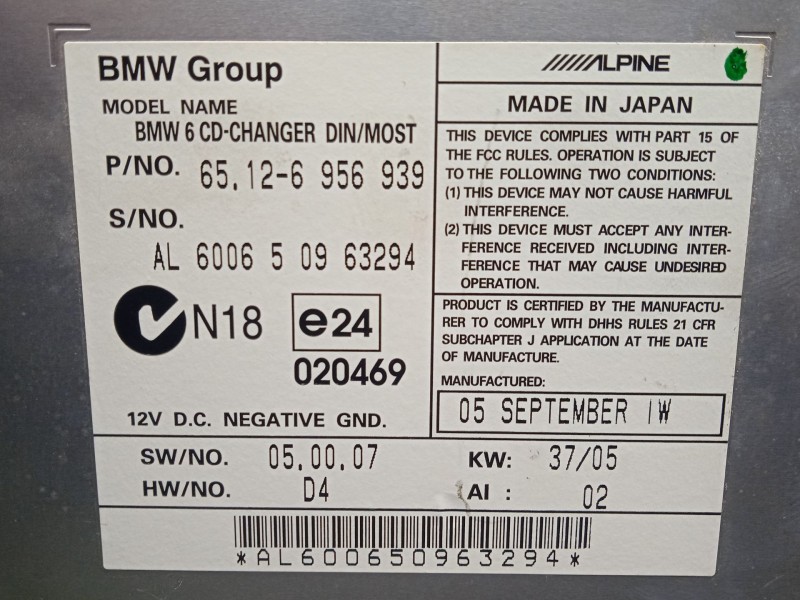 BMW Group
MODEL NAME
BMW 6 CD-CHANGER DIN/MOST
P/NO. 65.12-6 956 939
S/NO.
AL 6006 5 09 63294
N18 e24
020469
12V D.C. NEGATIVE GND.
ALPINE
MADE IN JAPAN
THIS DEVICE COMPLIES WITH PART 15 OF
THE FCC RULES. OPERATION IS SUBJECT
TO THE FOLLOWING TWO CONDITIONS:
(1) THIS DEVICE MAY NOT CAUSE HARMFUL
INTERFERENCE.
(2) THIS DEVICE MUST ACCEPT ANY INTER-
FERENCE RECEIVED INCLUDING INTER-
FERENCE THAT MAY CAUSE UNDESIRED
OPERATION.
PRODUCT IS CERTIFIED BY THE MANUFACTU-
RER TO COMPLY WITH DHHS RULES 21 CFR
SUBCHAPTER J APPLICATION AT THE DATE
OF MANUFACTURE.
MANUFACTURED:
05 SEPTEMBER 1W
SW/NO. 05.00.07 KW: 37/05
HW/NO. D4 AI : 02
*AL600650963294*